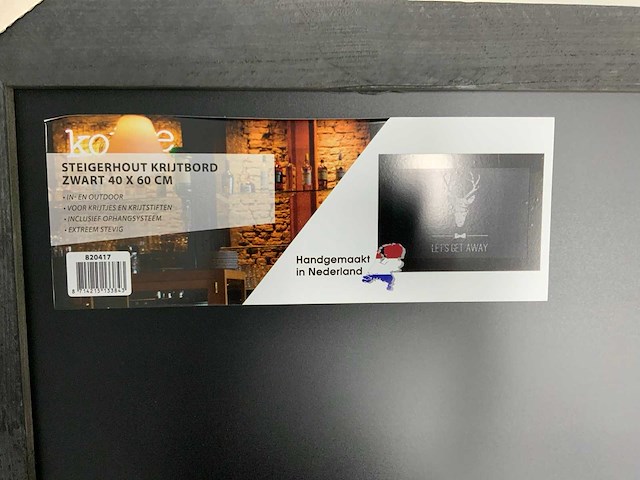 STEIGERHOUT KRIJTBORD
ZWART 40 X 60 CM
• IN- EN OUTDOOR
• VOOR KRIJTJES EN KRIJTSTIFTEN
• INCLUSIEF OPHANGSYSTEEM
• EXTREEM STEVIG
820417
Handgemaakt
in Nederland
LET'S GET AWAY